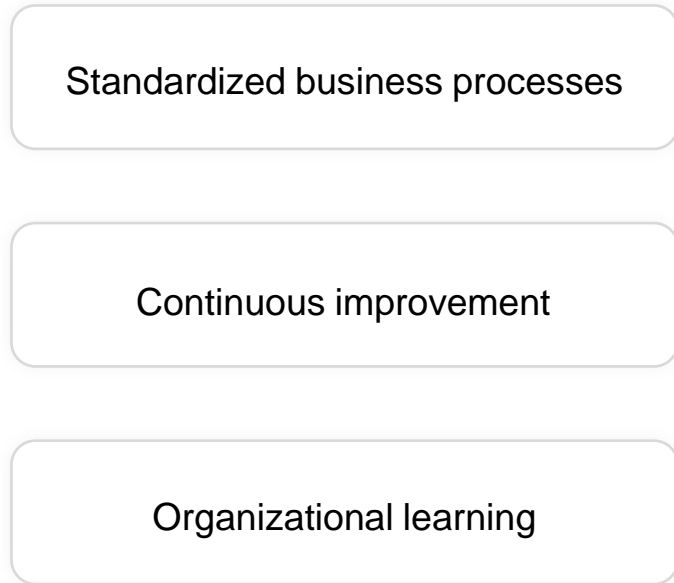 Standardized business processes
Continuous improvement
Organizational learning